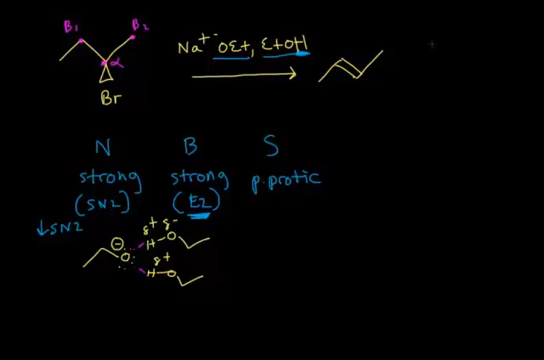 B1 B2
α
Br
Na+ -OEt, EtOH
N B S
strong strong p.protic
(SN2) (E2)
↓SN2
δ+ δ-
⊖ H-O
O
δ+
H-O